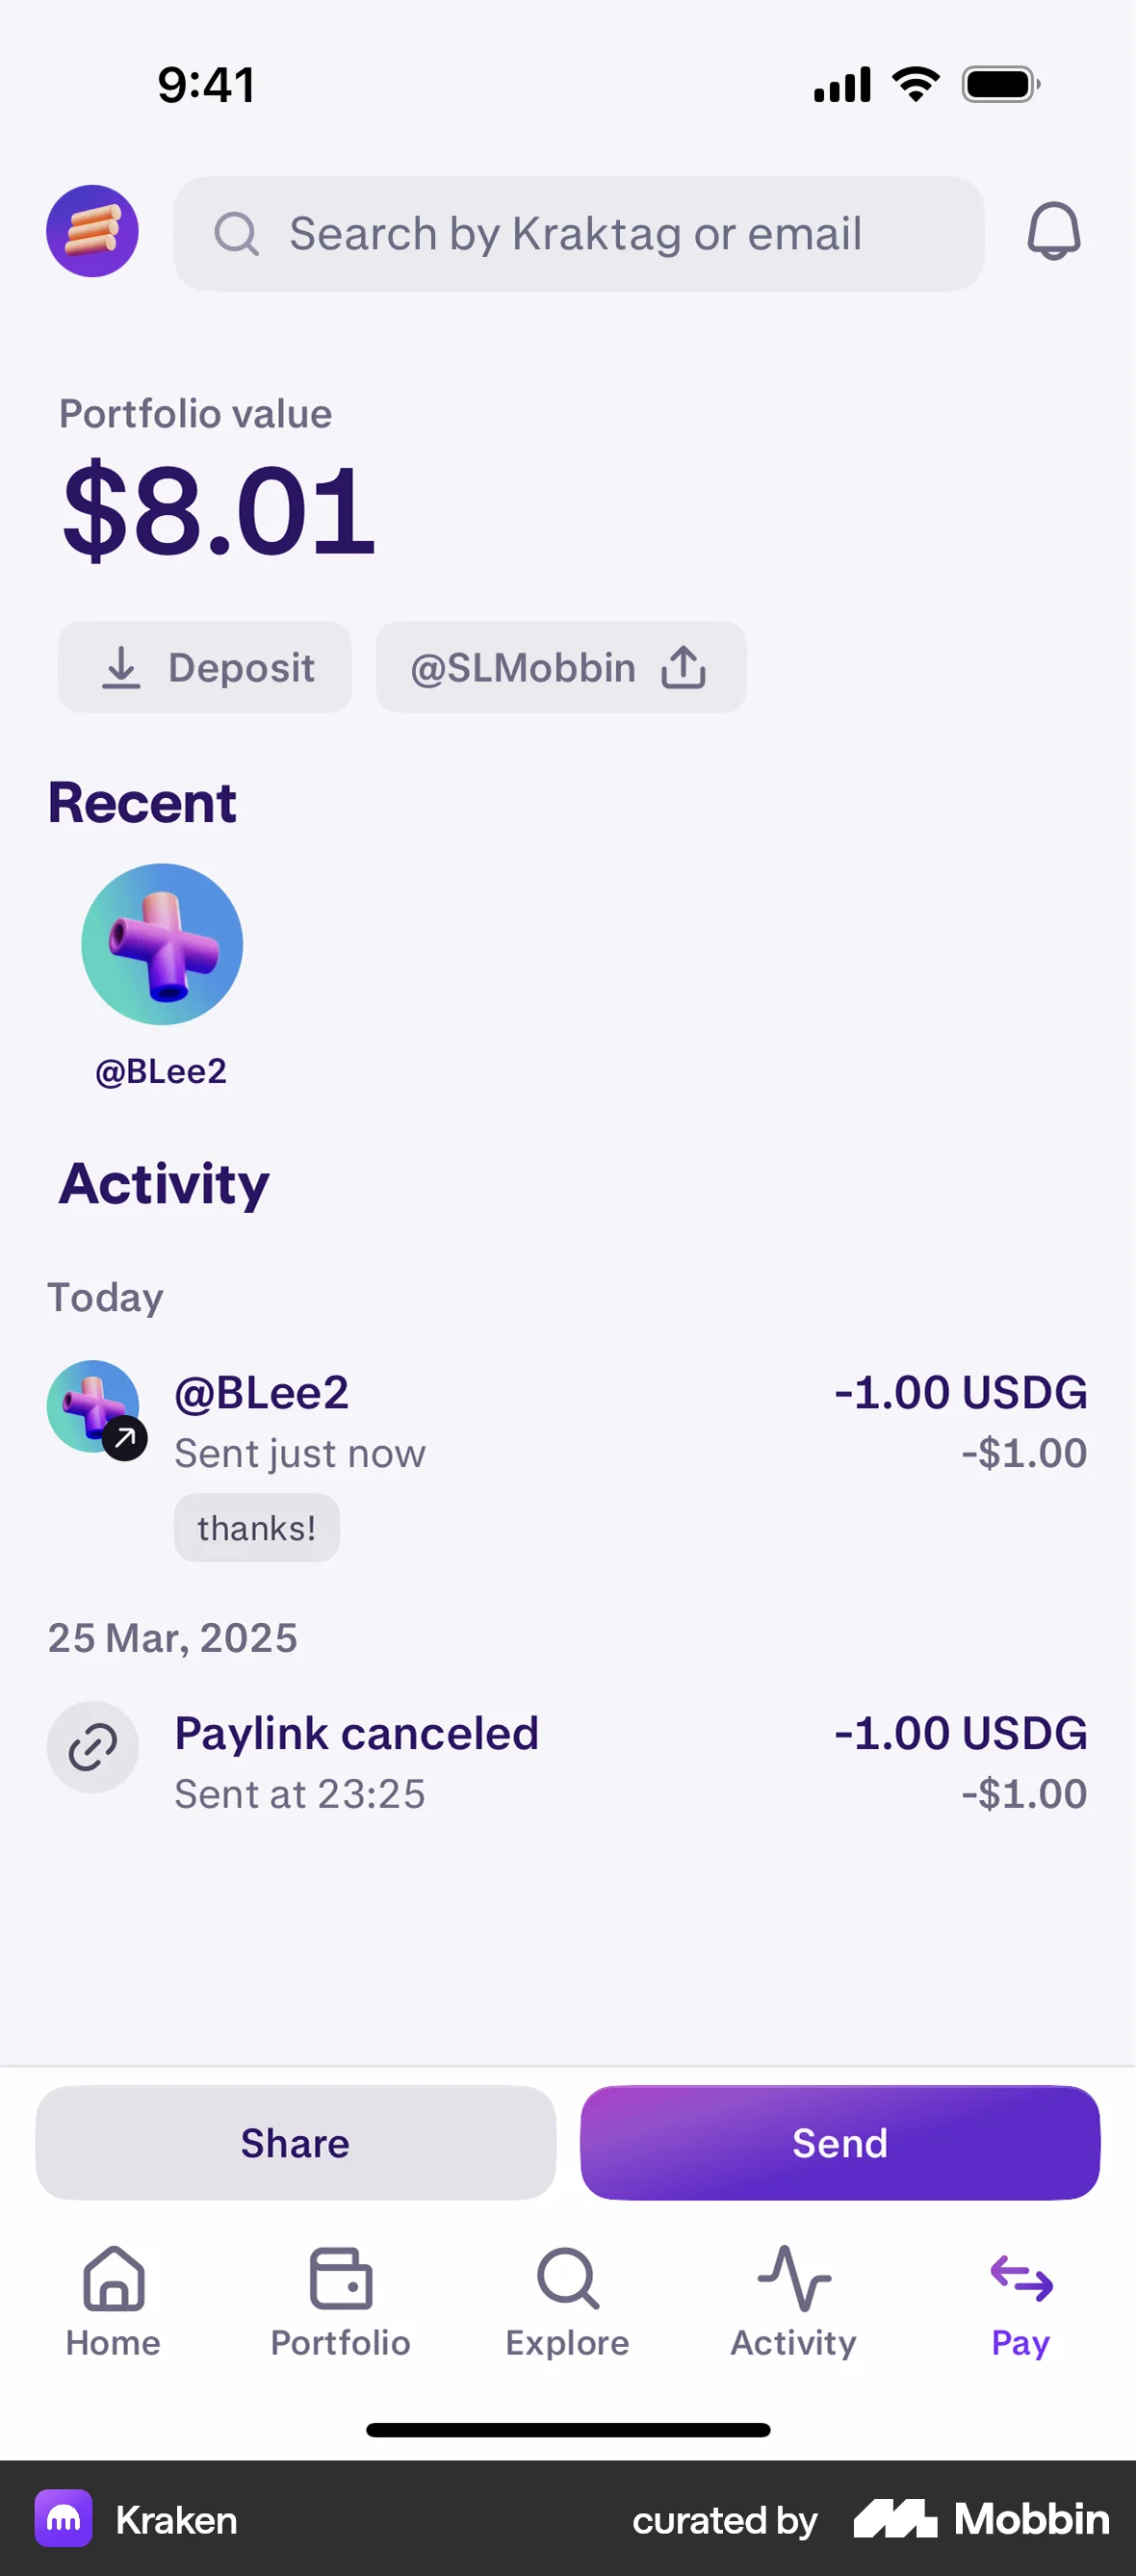 9:41
Search by Kraktag or email
Portfolio value
$8.01
Deposit
@SLMobbin
Recent
@BLee2
Activity
Today
@BLee2
-1.00 USDG
Sent just now
-$1.00
thanks!
25 Mar, 2025
Paylink canceled
-1.00 USDG
Sent at 23:25
-$1.00
Share
Send
Home
Portfolio
Explore
Activity
Pay
Kraken
curated by
Mobbin